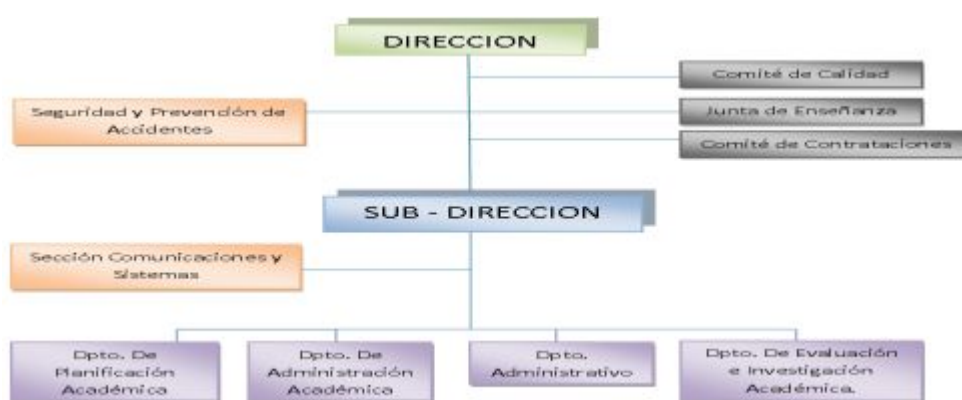 DIRECCION
Comité de Calidad
Seguridad y Prevención de
Accidentes
Junta de Enseñanza
Comité de Contrataciones
SUB - DIRECCION
Sección Comunicaciones y
Sistemas
Dpto. De
Planificación
Académica
Dpto. De
Administración
Académica
Dpto.
Administrativo
Dpto. De Evaluación
e Investigación
Académica.